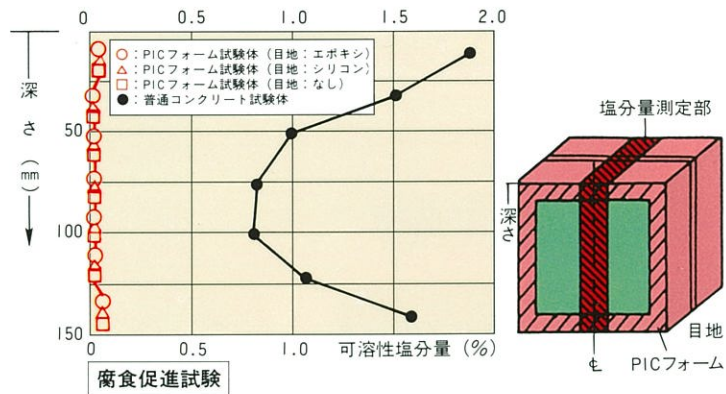 0 0.5 1.0 1.5 2.0
○：PICフォーム試験体（目地：エポキシ）
△：PICフォーム試験体（目地：シリコン）
□：PICフォーム試験体（目地：なし）
●：普通コンクリート試験体
深さ(mm)
50
100
150
0 1.0 可溶性塩分量(%)
腐食促進試験
塩分量測定部
深さ
目地
PICフォーム
℄